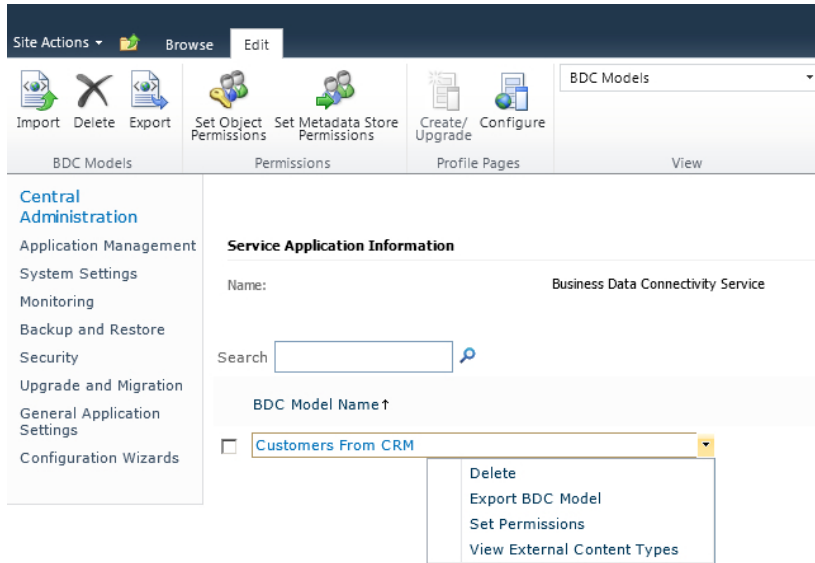 Site Actions Browse Edit
Import Delete Export
Set Object Permissions
Set Metadata Store Permissions
Create/ Upgrade
Configure
BDC Models
BDC Models
Permissions
Profile Pages
View
Central
Administration
Application Management
System Settings
Monitoring
Backup and Restore
Security
Upgrade and Migration
General Application
Settings
Configuration Wizards
Service Application Information
Name: Business Data Connectivity Service
Search
BDC Model Name↑
Customers From CRM
Delete
Export BDC Model
Set Permissions
View External Content Types